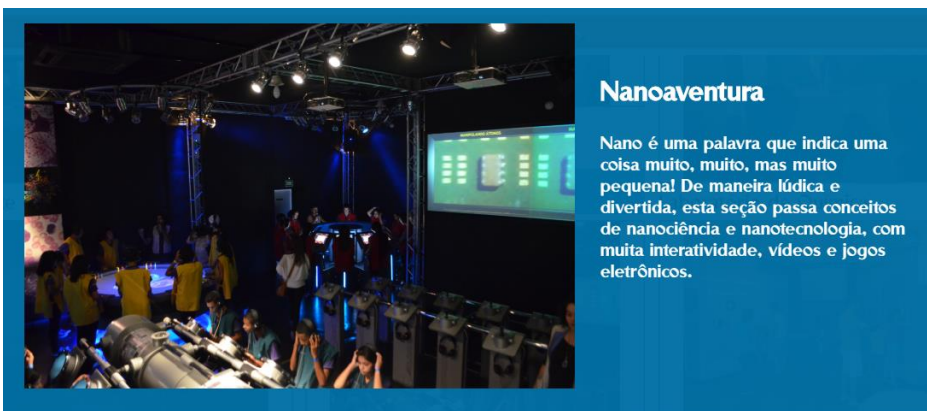 Nanoaventura
Nano é uma palavra que indica uma
coisa muito, muito, mas muito
pequena! De maneira lúdica e
divertida, esta seção passa conceitos
de nanociência e nanotecnologia, com
muita interatividade, vídeos e jogos
eletrônicos.